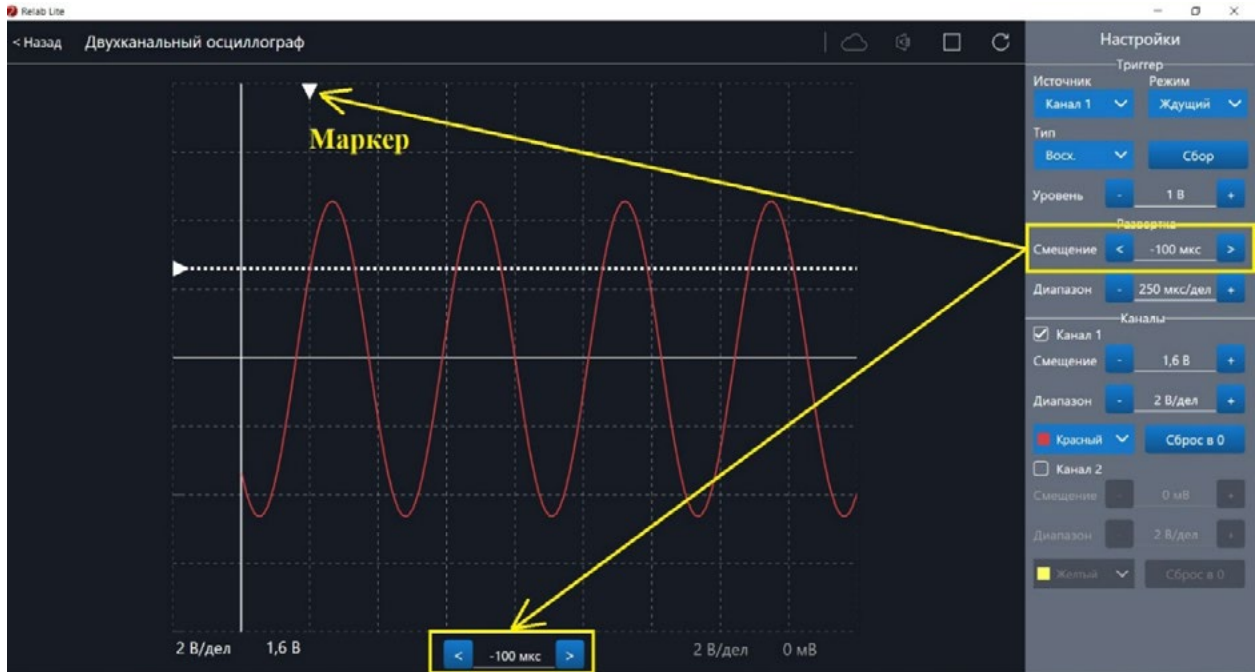 Relab Lite
< Назад Двухканальный осциллограф
Настройки
Триггер
Источник Режим
Канал 1 Ждущий
Тип
Восх. Сбор
Уровень - 1 В +
Развертка
Смещение < -100 мкс >
Диапазон - 250 мкс/дел +
Каналы
Канал 1
Смещение - 1,6 В +
Диапазон - 2 В/дел +
Красный Сброс в 0
Канал 2
Смещение - 0 мВ +
Диапазон - 2 В/дел +
Желтый Сброс в 0
Маркер
2 В/дел 1,6 В < -100 мкс > 2 В/дел 0 мВ